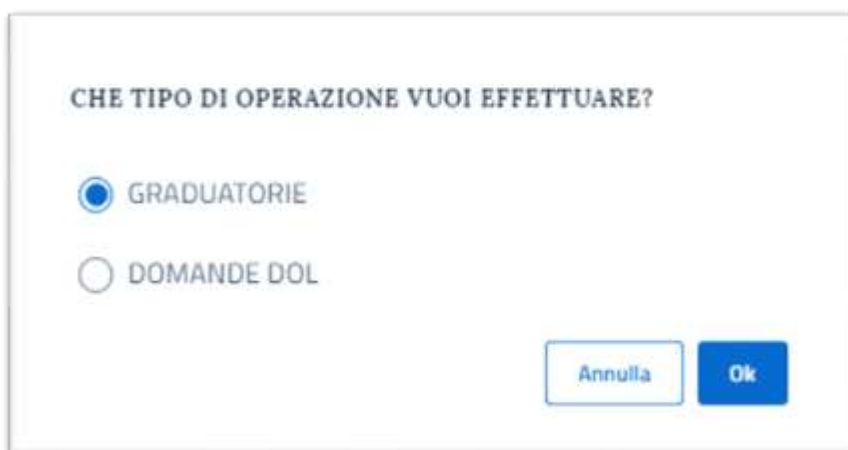 CHE TIPO DI OPERAZIONE VUOI EFFETTUARE?
GRADUATORIE
DOMANDE DOL
Annulla
Ok